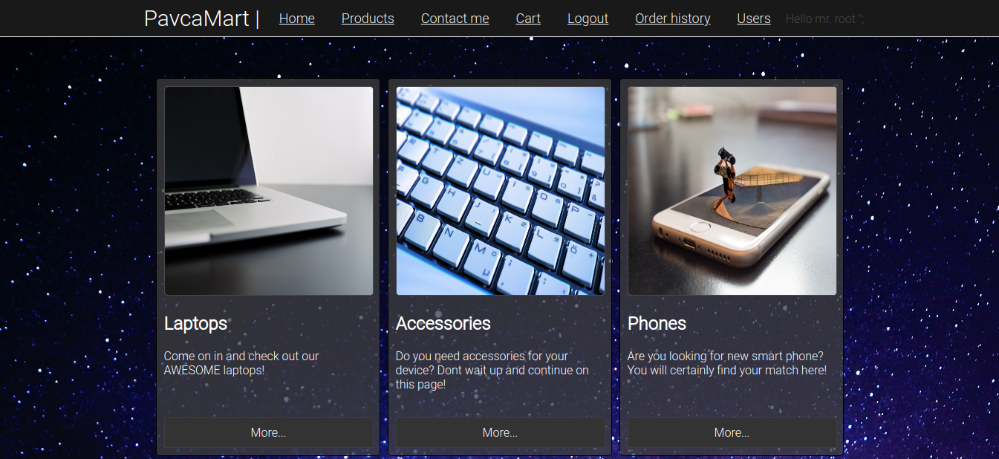 PavcaMart | Home Products Contact me Cart Logout Order history Users Hello mr. root ";
Laptops
Come on in and check out our
AWESOME laptops!
More...
Accessories
Do you need accessories for your
device? Dont wait up and continue on
this page!
More...
Phones
Are you looking for new smart phone?
You will certainly find your match here!
More...